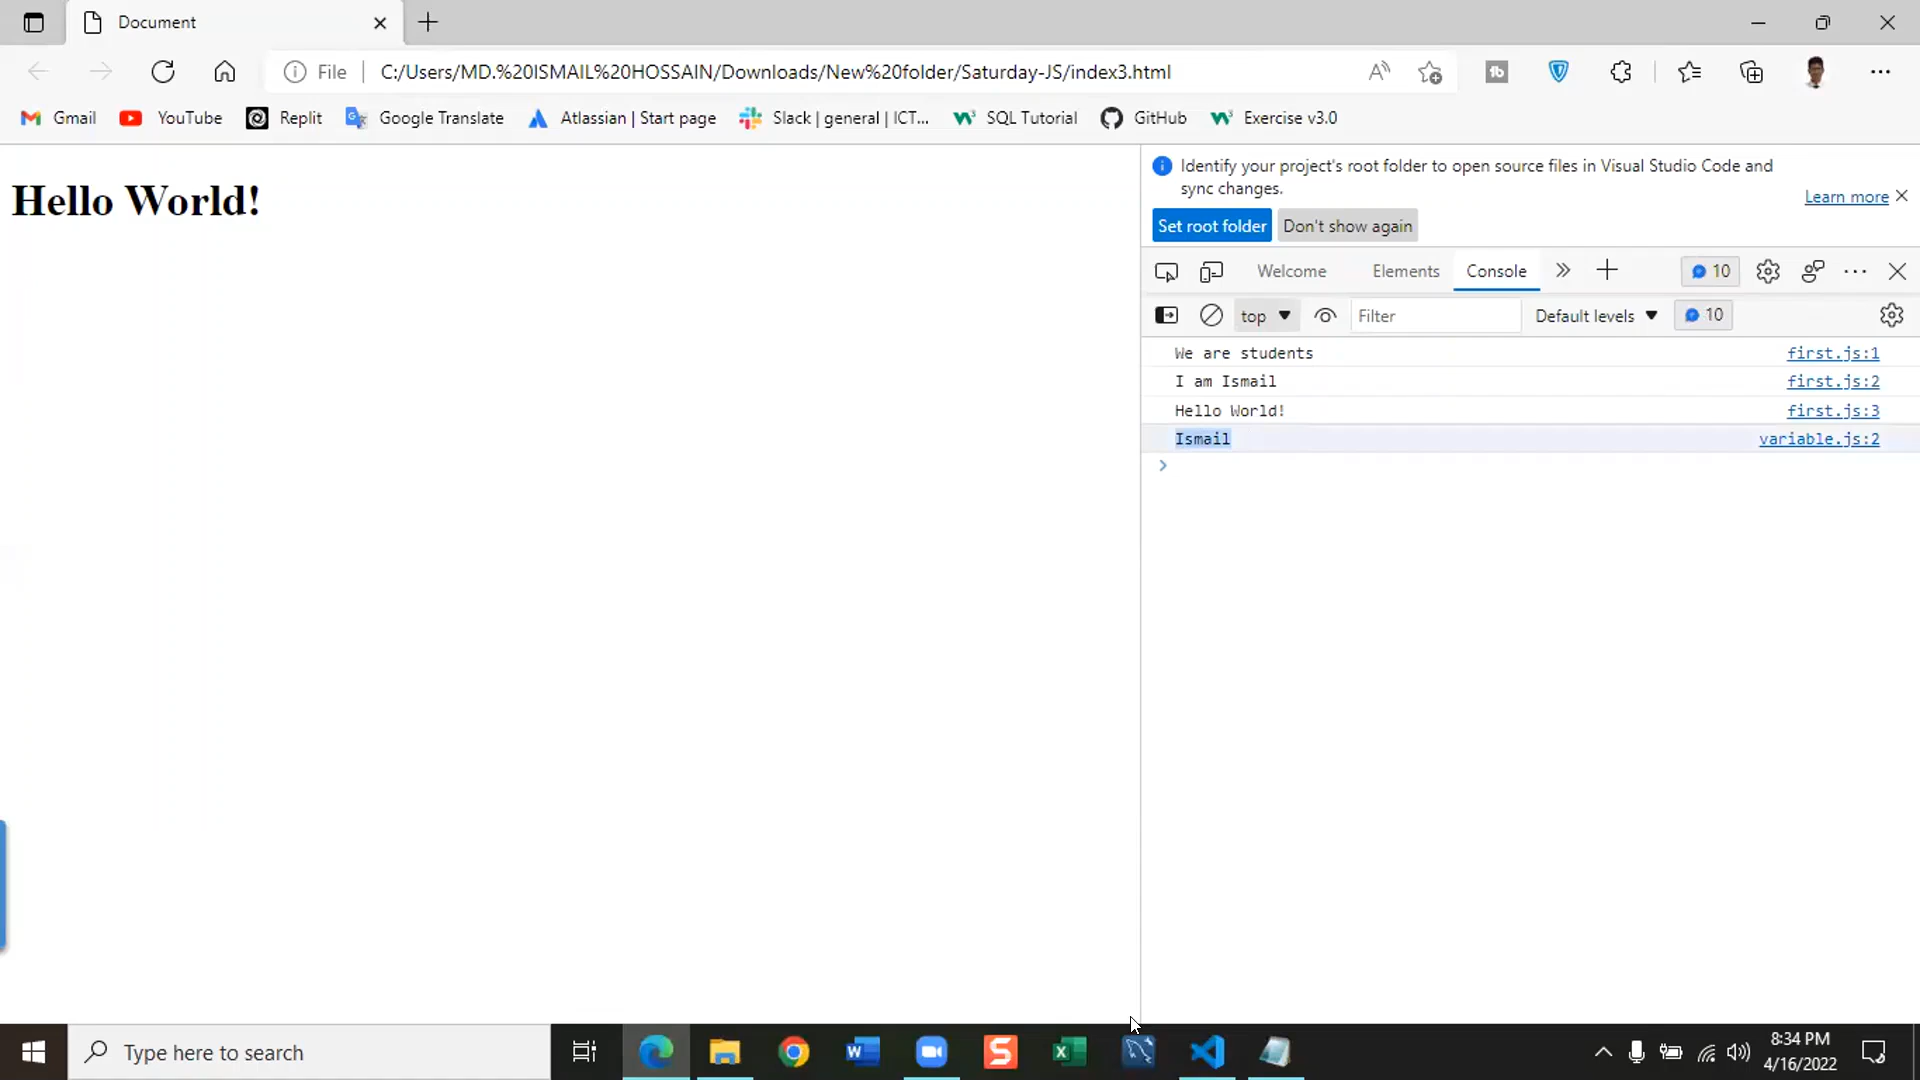 Document
File
C:/Users/MD.%20ISMAIL%20HOSSAIN/Downloads/New%20folder/Saturday-JS/index3.html
Gmail YouTube Replit Google Translate Atlassian | Start page Slack | general | ICT... SQL Tutorial GitHub Exercise v3.0
Hello World!
Identify your project's root folder to open source files in Visual Studio Code and
sync changes.
Learn more
Set root folder Don't show again
Welcome Elements Console 10
top Filter Default levels 10
We are students first.js:1
I am Ismail first.js:2
Hello World! first.js:3
Ismail variable.js:2
Type here to search
8:34 PM
4/16/2022